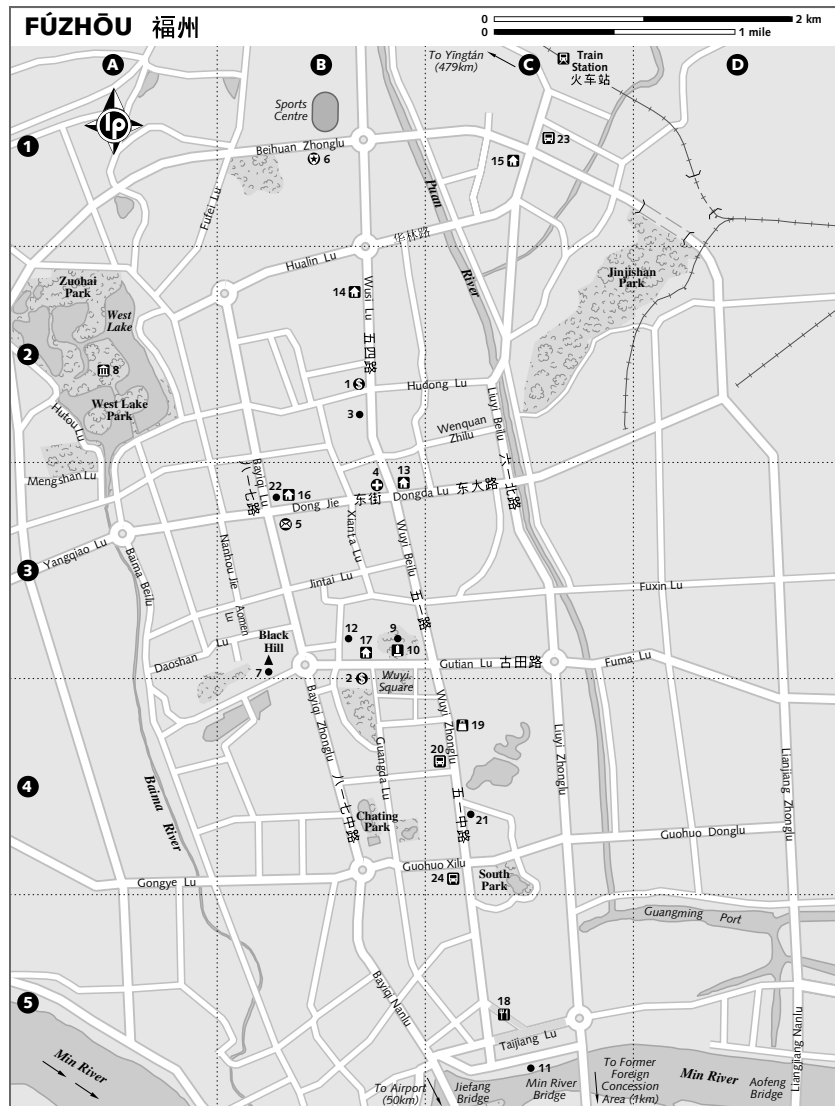 FÚZHŌU 福州
0 2 km
0 1 mile
A
B
C
D
To Yīngtán
(479km)
Train
Station
火车站
Sports
Centre
lp
1
Beihuan Zhonglu
6
23
15
Puan
River
Fufei Lu
华林路
Hualin Lu
Zuohai
Park
West
Lake
14
Wusi Lu
五四路
Jinjishan
Park
2
8
1
Hudong Lu
West Lake
Park
Hutou Lu
3
Liuyi Beilu
六一北路
Wenquan
Zhilu
Mengshan Lu
Bayiqi Lu
八一七路
22
16
4
13
Dong Jie
东街
Dongda Lu
东大路
5
Xianta Lu
Wuyi Beilu
五一路
Yangqiao Lu
3
Baima Beilu
Nanhou Jie
Jintai Lu
Fuxin Lu
Aomen
Lu
12
9
Black
Hill
17
10
Daoshan Lu
Gutian Lu
古田路
Fuma Lu
7
2
Wuyi
Square
Bayiqi Zhonglu
八一七中路
Wuyi Zhonglu
五一中路
19
20
Guangda Lu
Liuyi Zhonglu
Lianjiang Zhonglu
4
Baima River
Chating
Park
21
Guohuo Donglu
Guohuo Xilu
Gongye Lu
24
South
Park
Guangming Port
Bayiqi Nanlu
5
18
Taijiang Lu
Liangjiang Nanlu
11
Min River
To Airport
(50km)
Jiefang
Bridge
Min River
Bridge
To Former
Foreign
Concession
Area (1km)
Min River
Aofeng
Bridge